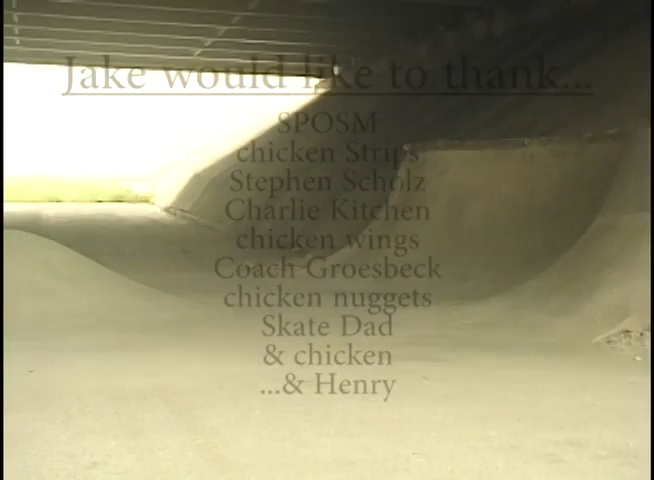 Jake would like to thank...
SPOSM
chicken Strips
Stephen Scholz
Charlie Kitchen
chicken wings
Coach Groesbeck
chicken nuggets
Skate Dad
& chicken
...& Henry